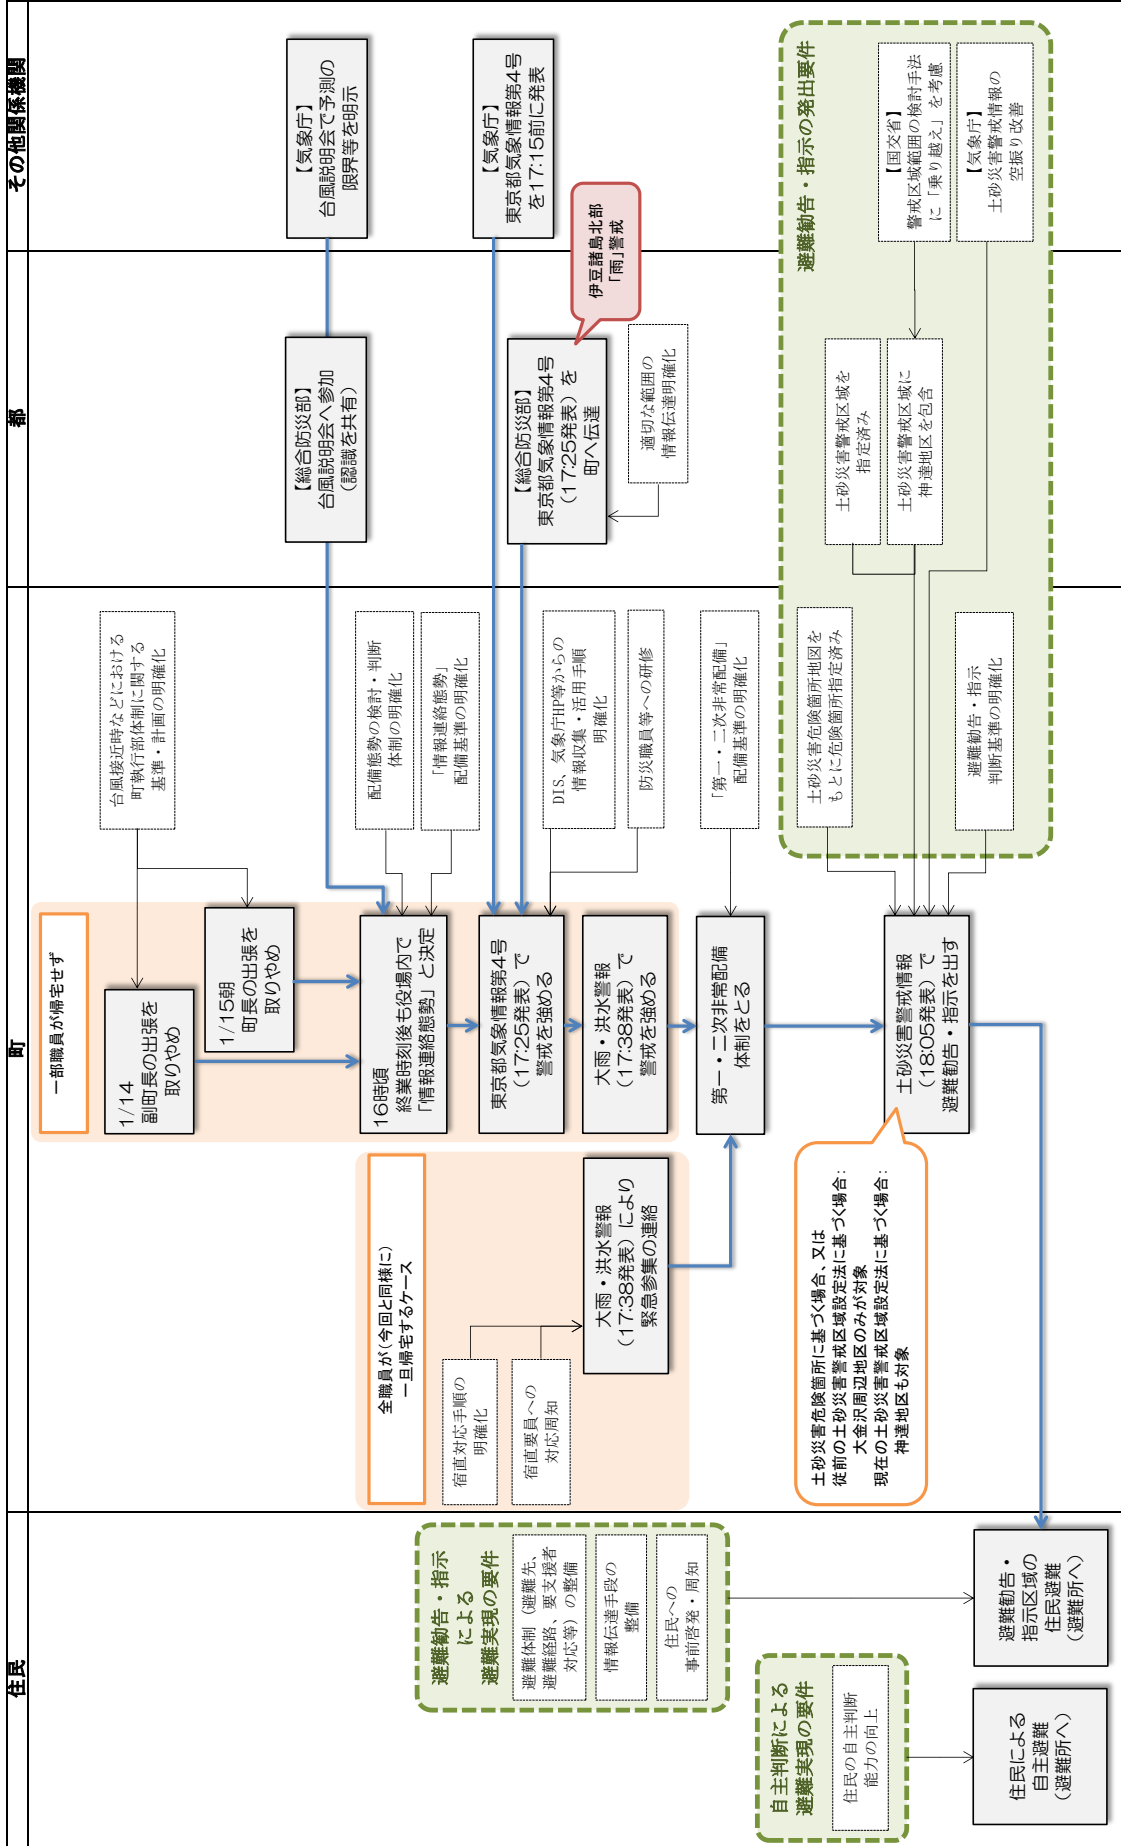 住民
町
都
その他関係機関
一部職員が帰宅せず
1/14
副町長の出張を
取りやめ
1/15朝
町長の出張を
取りやめ
台風接近時などにおける
町執行部体制に関する
基準・計画の明確化
【総合防災部】
台風説明会へ参加
(認識を共有)
【気象庁】
台風説明会で予測の
限界等を明示
全職員が(今回と同様に)
一旦帰宅するケース
16時頃
終業時刻後も役場内で
「情報連絡態勢」と決定
配備態勢の検討・判断
体制の明確化
「情報連絡態勢」
配備基準の明確化
宿直対応手順の
明確化
宿直要員への
対応周知
東京都気象情報第4号
(17:25発表)で
警戒を強める
DIS、気象庁HP等からの
情報収集・活用手順
明確化
防災職員等への研修
【総合防災部】
東京都気象情報第4号
(17:25発表)を
町へ伝達
【気象庁】
東京都気象情報第4号
を17:15前に発表
伊豆諸島北部
「雨」警戒
適切な範囲の
情報伝達明確化
大雨・洪水警報
(17:38発表)により
緊急参集の連絡
大雨・洪水警報
(17:38発表)で
警戒を強める
第一・二次非常配備
体制をとる
「第一・二次非常配備」
配備基準の明確化
避難勧告・指示
による
避難実現の要件
避難体制(避難先、
避難経路、要支援者
対応等)の整備
情報伝達手段の
整備
住民への
事前啓発・周知
自主判断による
避難実現の要件
住民の自主判断
能力の向上
土砂災害危険箇所に基づく場合、又は
従前の土砂災害警戒区域設定法に基づく場合:
大金沢周辺地区のみが対象
現在の土砂災害警戒区域設定法に基づく場合:
神達地区も対象
土砂災害警戒情報
(18:05発表)で
避難勧告・指示を出す
避難勧告・指示の発出要件
土砂災害危険箇所地区を
もとに危険箇所指定済み
避難勧告・指示
判断基準の明確化
土砂災害警戒区域を
指定済み
土砂災害警戒区域に
神達地区を包含
【国交省】
警戒区域範囲の検討手法
に「乗り越え」を考慮
【気象庁】
土砂災害警戒情報の
空振り改善
住民による
自主避難
(避難所へ)
避難勧告・
指示区域の
住民避難
(避難所へ)